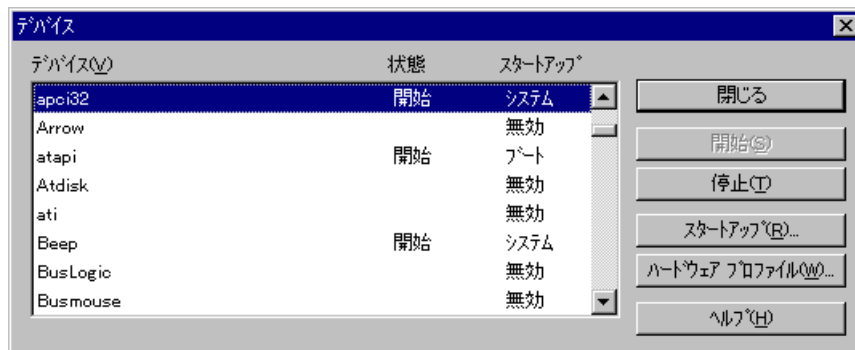 デバイス
デバイス(V) 状態 スタートアップ
apci32 開始 システム
Arrow 無効
atapi 開始 ブート
Atdisk 無効
ati 無効
Beep 開始 システム
BusLogic 無効
Busmouse 無効
閉じる
開始(S)
停止(T)
スタートアップ(R)...
ハードウェア プロファイル(W)...
ヘルプ(H)